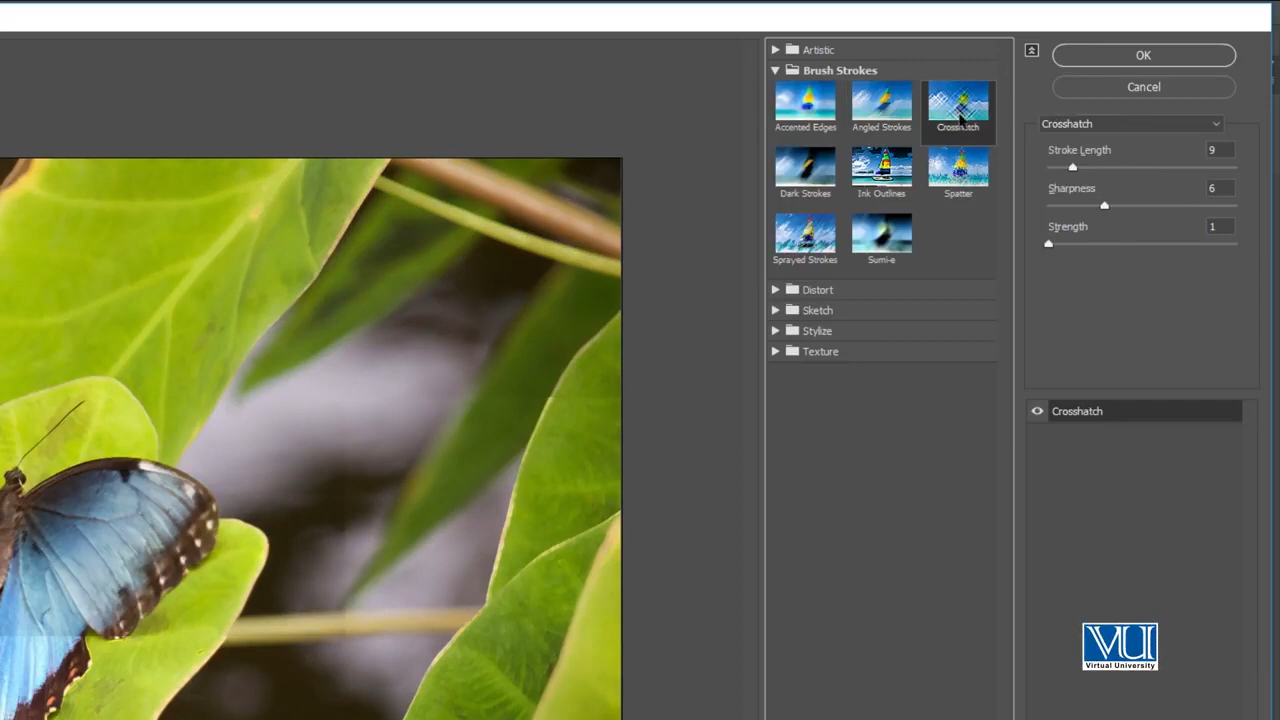 Artistic
Brush Strokes
Accented Edges
Angled Strokes
Crosshatch
Dark Strokes
Ink Outlines
Spatter
Sprayed Strokes
Sumi-e
Distort
Sketch
Stylize
Texture
OK
Cancel
Crosshatch
Stroke Length 9
Sharpness 6
Strength 1
Crosshatch
VU
Virtual University